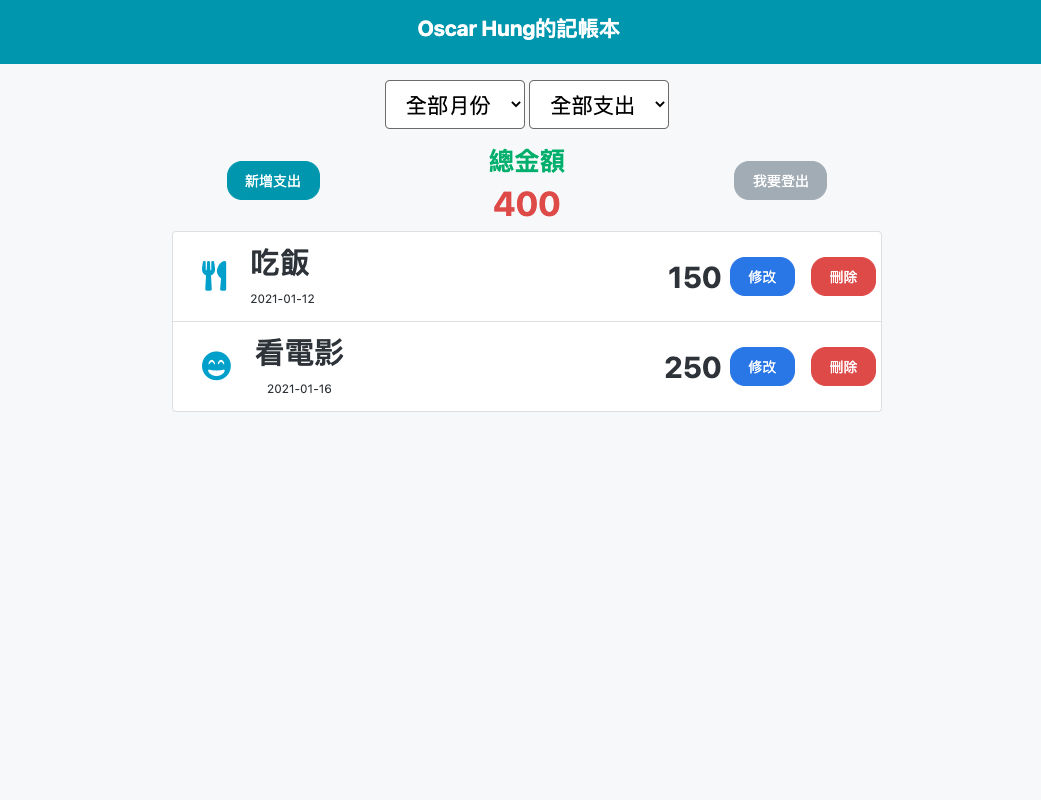 Oscar Hung的記帳本
全部月份 全部支出
新增支出
總金額
400
我要登出
吃飯
2021-01-12
150 修改 刪除
看電影
2021-01-16
250 修改 刪除